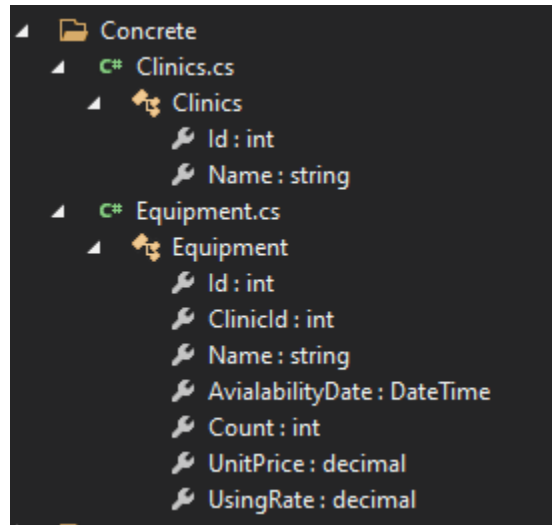 Concrete
C# Clinics.cs
Clinics
Id : int
Name : string
C# Equipment.cs
Equipment
Id : int
ClinicId : int
Name : string
AvialabilityDate : DateTime
Count : int
UnitPrice : decimal
UsingRate : decimal